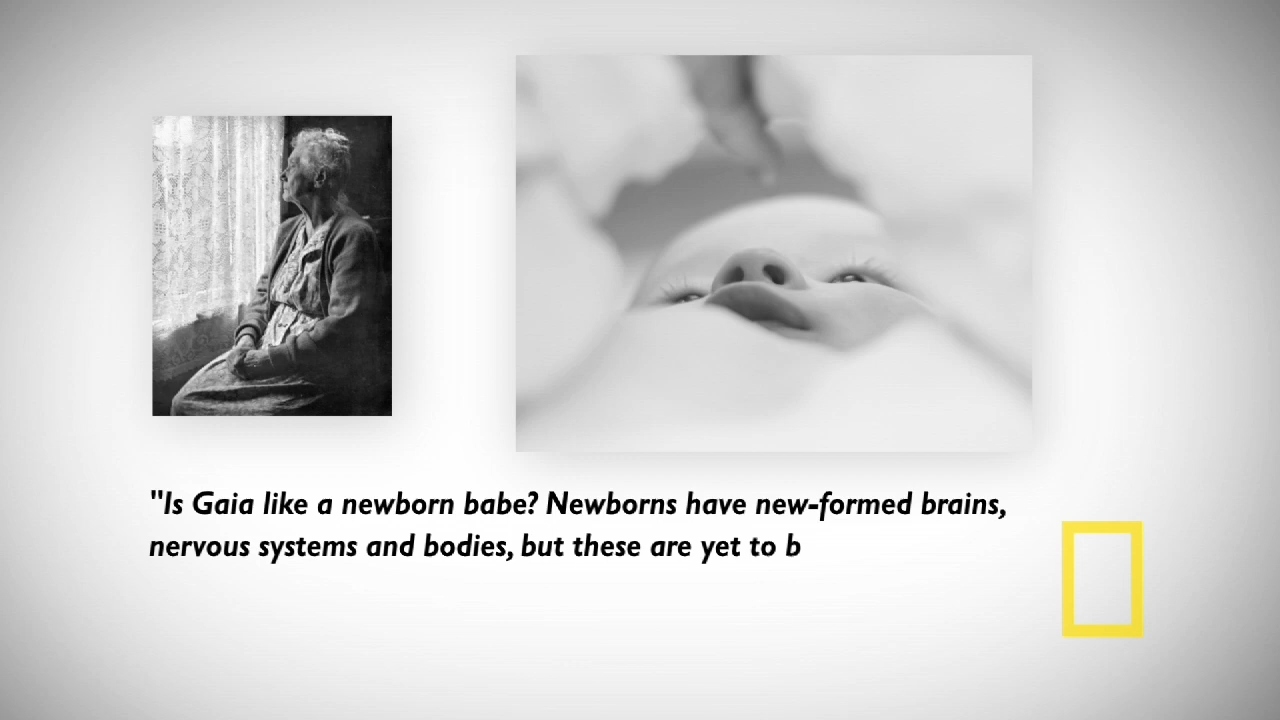 "Is Gaia like a newborn babe? Newborns have new-formed brains,
nervous systems and bodies, but these are yet to b